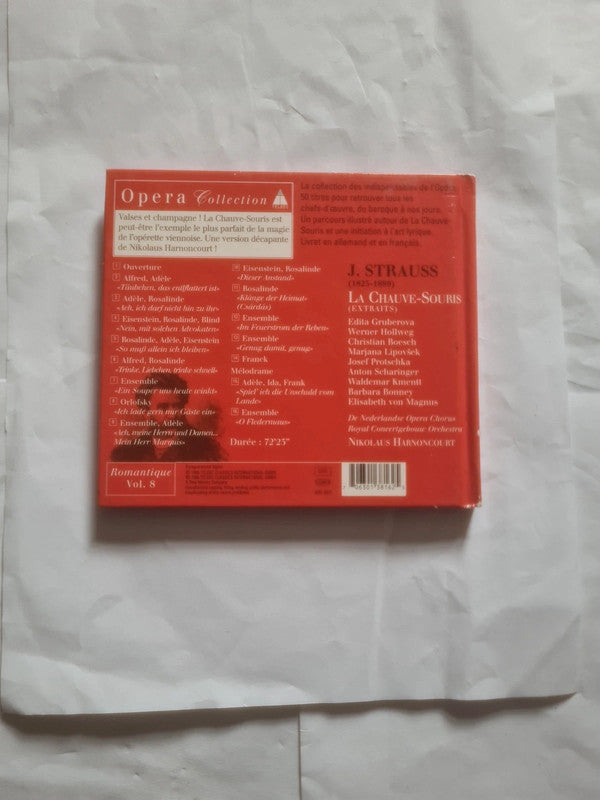 Opera Collection
Valses et champagne ! La Chauve-Souris est
peut-être l'exemple le plus parfait de la magie
de l'opérette viennoise. Une version décapante
de Nikolaus Harnoncourt !
La collection des indispensables de l'Opéra
50 titres pour retrouver tous les
chefs-d'œuvre, du baroque à nos jours.
Un parcours illustré autour de La Chauve-
Souris et une initiation à l'art lyrique.
Livret en allemand et en français.
1 Ouverture
2 Alfred, Adèle
«Täubchen, das entflattert ist»
3 Adèle, Rosalinde
«Ach, ich darf nicht hin zu ihr»
4 Eisenstein, Rosalinde, Blind
«Nein, mit solchen Advokaten»
5 Rosalinde, Adèle, Eisenstein
«So muß allein ich bleiben»
6 Alfred, Rosalinde
«Trinke, Liebchen, trinke schnell»
7 Ensemble
«Ein Souper uns heute winkt»
8 Orlofsky
«Ich lade gern mir Gäste ein»
9 Ensemble, Adèle
«Ach, meine Herrn und Damen...
Mein Herr Marquis»
10 Eisenstein, Rosalinde
«Dieser Anstand»
11 Rosalinde
«Klänge der Heimat»
(Csárdás)
12 Ensemble
«Im Feuerstrom der Reben»
13 Ensemble
«Genug damit, genug»
14 Franck
Mélodrame
15 Adèle, Ida, Frank
«Spiel' ich die Unschuld vom
Lande»
16 Ensemble
«O Fledermaus»
Durée : 72'25"
J. STRAUSS
(1825-1899)
LA CHAUVE-SOURIS
(EXTRAITS)
Edita Gruberova
Werner Hollweg
Christian Boesch
Marjana Lipovšek
Josef Protschka
Anton Scharinger
Waldemar Kmentt
Barbara Bonney
Elisabeth von Magnus
De Nederlandse Opera Chorus
Royal Concertgebouw Orchestra
NIKOLAUS HARNONCOURT
Romantique
Vol. 8